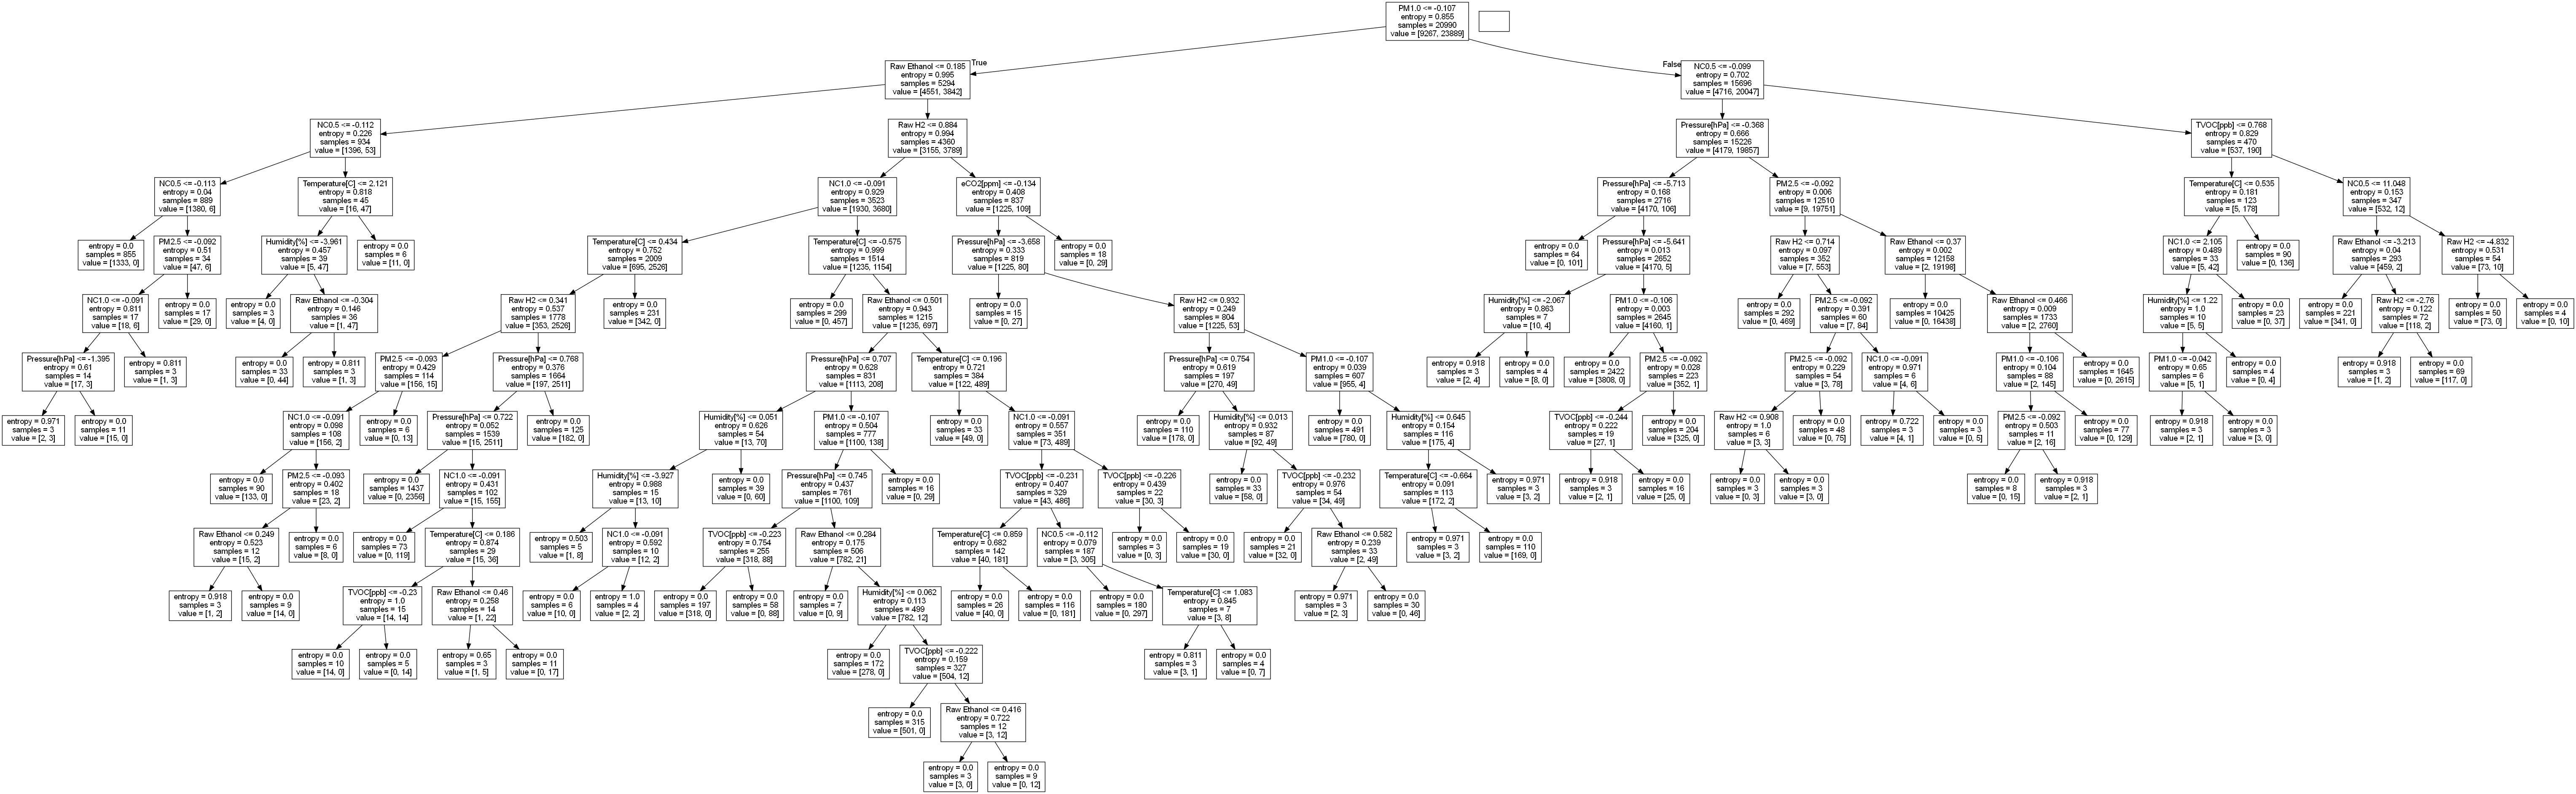 PM1.0 <= -0.107
entropy = 0.855
samples = 20990
value = [9267, 23889]
True
False
Raw Ethanol <= 0.185
entropy = 0.995
samples = 5294
value = [4551, 3842]
NC0.5 <= -0.099
entropy = 0.702
samples = 15696
value = [4716, 20047]
NC0.5 <= -0.112
entropy = 0.226
samples = 934
value = [1396, 53]
Raw H2 <= 0.884
entropy = 0.994
samples = 4360
value = [3155, 3789]
Pressure[hPa] <= -0.368
entropy = 0.666
samples = 15226
value = [4179, 19857]
TVOC[ppb] <= 0.768
entropy = 0.829
samples = 470
value = [537, 190]
NC0.5 <= -0.113
entropy = 0.04
samples = 889
value = [1380, 6]
Temperature[C] <= 2.121
entropy = 0.818
samples = 45
value = [16, 47]
NC1.0 <= -0.091
entropy = 0.929
samples = 3523
value = [1930, 3680]
eCO2[ppm] <= -0.134
entropy = 0.408
samples = 837
value = [1225, 109]
Pressure[hPa] <= -5.713
entropy = 0.168
samples = 2716
value = [4170, 106]
PM2.5 <= -0.092
entropy = 0.006
samples = 12510
value = [9, 19751]
Temperature[C] <= 0.535
entropy = 0.181
samples = 123
value = [5, 178]
NC0.5 <= 11.048
entropy = 0.153
samples = 347
value = [532, 12]
entropy = 0.0
samples = 855
value = [1333, 0]
PM2.5 <= -0.092
entropy = 0.51
samples = 34
value = [47, 6]
Humidity[%] <= -3.961
entropy = 0.457
samples = 39
value = [5, 47]
entropy = 0.0
samples = 6
value = [11, 0]
Temperature[C] <= 0.434
entropy = 0.752
samples = 2009
value = [695, 2526]
Temperature[C] <= -0.575
entropy = 0.999
samples = 1514
value = [1235, 1154]
Pressure[hPa] <= -3.658
entropy = 0.333
samples = 819
value = [1225, 80]
entropy = 0.0
samples = 18
value = [0, 29]
entropy = 0.0
samples = 64
value = [0, 101]
Pressure[hPa] <= -5.641
entropy = 0.013
samples = 2652
value = [4170, 5]
Raw H2 <= 0.714
entropy = 0.097
samples = 352
value = [7, 553]
Raw Ethanol <= 0.37
entropy = 0.002
samples = 12158
value = [2, 19198]
NC1.0 <= 2.105
entropy = 0.489
samples = 33
value = [5, 42]
entropy = 0.0
samples = 90
value = [0, 136]
Raw Ethanol <= -3.213
entropy = 0.04
samples = 293
value = [459, 2]
Raw H2 <= -4.832
entropy = 0.531
samples = 54
value = [73, 10]
NC1.0 <= -0.091
entropy = 0.811
samples = 17
value = [18, 6]
entropy = 0.0
samples = 17
value = [29, 0]
entropy = 0.0
samples = 3
value = [4, 0]
Raw Ethanol <= -0.304
entropy = 0.146
samples = 36
value = [1, 47]
Raw H2 <= 0.341
entropy = 0.537
samples = 1778
value = [353, 2526]
entropy = 0.0
samples = 231
value = [342, 0]
entropy = 0.0
samples = 299
value = [0, 457]
Raw Ethanol <= 0.501
entropy = 0.943
samples = 1215
value = [1235, 697]
entropy = 0.0
samples = 15
value = [0, 27]
Raw H2 <= 0.932
entropy = 0.249
samples = 804
value = [1225, 53]
Humidity[%] <= -2.067
entropy = 0.863
samples = 7
value = [10, 4]
PM1.0 <= -0.106
entropy = 0.003
samples = 2645
value = [4160, 1]
entropy = 0.0
samples = 292
value = [0, 469]
PM2.5 <= -0.092
entropy = 0.391
samples = 60
value = [7, 84]
entropy = 0.0
samples = 10425
value = [0, 16438]
Raw Ethanol <= 0.466
entropy = 0.009
samples = 1733
value = [2, 2760]
Humidity[%] <= 1.22
entropy = 1.0
samples = 10
value = [5, 5]
entropy = 0.0
samples = 23
value = [0, 37]
entropy = 0.0
samples = 221
value = [341, 0]
Raw H2 <= -2.76
entropy = 0.122
samples = 72
value = [118, 2]
entropy = 0.0
samples = 50
value = [73, 0]
entropy = 0.0
samples = 4
value = [0, 10]
Pressure[hPa] <= -1.395
entropy = 0.61
samples = 14
value = [17, 3]
entropy = 0.811
samples = 3
value = [1, 3]
entropy = 0.0
samples = 33
value = [0, 44]
entropy = 0.811
samples = 3
value = [1, 3]
PM2.5 <= -0.093
entropy = 0.429
samples = 114
value = [156, 15]
Pressure[hPa] <= 0.768
entropy = 0.376
samples = 1664
value = [197, 2511]
Pressure[hPa] <= 0.707
entropy = 0.628
samples = 831
value = [1113, 208]
Temperature[C] <= 0.196
entropy = 0.721
samples = 384
value = [122, 489]
Pressure[hPa] <= 0.754
entropy = 0.619
samples = 197
value = [270, 49]
PM1.0 <= -0.107
entropy = 0.039
samples = 607
value = [955, 4]
entropy = 0.918
samples = 3
value = [2, 4]
entropy = 0.0
samples = 4
value = [8, 0]
entropy = 0.0
samples = 2422
value = [3808, 0]
PM2.5 <= -0.092
entropy = 0.028
samples = 223
value = [352, 1]
PM2.5 <= -0.092
entropy = 0.229
samples = 54
value = [3, 78]
NC1.0 <= -0.091
entropy = 0.971
samples = 6
value = [4, 6]
PM1.0 <= -0.106
entropy = 0.104
samples = 88
value = [2, 145]
entropy = 0.0
samples = 1645
value = [0, 2615]
PM1.0 <= -0.042
entropy = 0.65
samples = 6
value = [5, 1]
entropy = 0.0
samples = 4
value = [0, 4]
entropy = 0.918
samples = 3
value = [1, 2]
entropy = 0.0
samples = 69
value = [117, 0]
entropy = 0.971
samples = 3
value = [2, 3]
entropy = 0.0
samples = 11
value = [15, 0]
NC1.0 <= -0.091
entropy = 0.098
samples = 108
value = [156, 2]
entropy = 0.0
samples = 6
value = [0, 13]
Pressure[hPa] <= 0.722
entropy = 0.052
samples = 1539
value = [15, 2511]
entropy = 0.0
samples = 125
value = [182, 0]
Humidity[%] <= 0.051
entropy = 0.626
samples = 54
value = [13, 70]
PM1.0 <= -0.107
entropy = 0.504
samples = 777
value = [1100, 138]
entropy = 0.0
samples = 33
value = [49, 0]
NC1.0 <= -0.091
entropy = 0.557
samples = 351
value = [73, 489]
entropy = 0.0
samples = 110
value = [178, 0]
Humidity[%] <= 0.013
entropy = 0.932
samples = 87
value = [92, 49]
entropy = 0.0
samples = 491
value = [780, 0]
Humidity[%] <= 0.645
entropy = 0.154
samples = 116
value = [175, 4]
TVOC[ppb] <= -0.244
entropy = 0.222
samples = 19
value = [27, 1]
entropy = 0.0
samples = 204
value = [325, 0]
Raw H2 <= 0.908
entropy = 1.0
samples = 6
value = [3, 3]
entropy = 0.0
samples = 48
value = [0, 75]
entropy = 0.722
samples = 3
value = [4, 1]
entropy = 0.0
samples = 3
value = [0, 5]
PM2.5 <= -0.092
entropy = 0.503
samples = 11
value = [2, 16]
entropy = 0.0
samples = 77
value = [0, 129]
entropy = 0.918
samples = 3
value = [2, 1]
entropy = 0.0
samples = 3
value = [3, 0]
entropy = 0.0
samples = 90
value = [133, 0]
PM2.5 <= -0.093
entropy = 0.402
samples = 18
value = [23, 2]
entropy = 0.0
samples = 1437
value = [0, 2356]
NC1.0 <= -0.091
entropy = 0.431
samples = 102
value = [15, 155]
Humidity[%] <= -3.927
entropy = 0.988
samples = 15
value = [13, 10]
entropy = 0.0
samples = 39
value = [0, 60]
Pressure[hPa] <= 0.745
entropy = 0.437
samples = 761
value = [1100, 109]
entropy = 0.0
samples = 16
value = [0, 29]
TVOC[ppb] <= -0.231
entropy = 0.407
samples = 329
value = [43, 486]
TVOC[ppb] <= -0.226
entropy = 0.439
samples = 22
value = [30, 3]
entropy = 0.0
samples = 33
value = [58, 0]
TVOC[ppb] <= -0.232
entropy = 0.976
samples = 54
value = [34, 49]
Temperature[C] <= -0.664
entropy = 0.091
samples = 113
value = [172, 2]
entropy = 0.971
samples = 3
value = [3, 2]
entropy = 0.918
samples = 3
value = [2, 1]
entropy = 0.0
samples = 16
value = [25, 0]
entropy = 0.0
samples = 3
value = [0, 3]
entropy = 0.0
samples = 3
value = [3, 0]
entropy = 0.0
samples = 8
value = [0, 15]
entropy = 0.918
samples = 3
value = [2, 1]
Raw Ethanol <= 0.249
entropy = 0.523
samples = 12
value = [15, 2]
entropy = 0.0
samples = 6
value = [8, 0]
entropy = 0.0
samples = 73
value = [0, 119]
Temperature[C] <= 0.186
entropy = 0.874
samples = 29
value = [15, 36]
entropy = 0.503
samples = 5
value = [1, 8]
NC1.0 <= -0.091
entropy = 0.592
samples = 10
value = [12, 2]
TVOC[ppb] <= -0.223
entropy = 0.754
samples = 255
value = [318, 88]
Raw Ethanol <= 0.284
entropy = 0.175
samples = 506
value = [782, 21]
Temperature[C] <= 0.859
entropy = 0.682
samples = 142
value = [40, 181]
NC0.5 <= -0.112
entropy = 0.079
samples = 187
value = [3, 305]
entropy = 0.0
samples = 3
value = [0, 3]
entropy = 0.0
samples = 19
value = [30, 0]
entropy = 0.0
samples = 21
value = [32, 0]
Raw Ethanol <= 0.582
entropy = 0.239
samples = 33
value = [2, 49]
entropy = 0.971
samples = 3
value = [3, 2]
entropy = 0.0
samples = 110
value = [169, 0]
entropy = 0.918
samples = 3
value = [1, 2]
entropy = 0.0
samples = 9
value = [14, 0]
TVOC[ppb] <= -0.23
entropy = 1.0
samples = 15
value = [14, 14]
Raw Ethanol <= 0.46
entropy = 0.258
samples = 14
value = [1, 22]
entropy = 0.0
samples = 6
value = [10, 0]
entropy = 1.0
samples = 4
value = [2, 2]
entropy = 0.0
samples = 197
value = [318, 0]
entropy = 0.0
samples = 58
value = [0, 88]
entropy = 0.0
samples = 7
value = [0, 9]
Humidity[%] <= 0.062
entropy = 0.113
samples = 499
value = [782, 12]
entropy = 0.0
samples = 26
value = [40, 0]
entropy = 0.0
samples = 116
value = [0, 181]
entropy = 0.0
samples = 180
value = [0, 297]
Temperature[C] <= 1.083
entropy = 0.845
samples = 7
value = [3, 8]
entropy = 0.971
samples = 3
value = [2, 3]
entropy = 0.0
samples = 30
value = [0, 46]
entropy = 0.0
samples = 10
value = [14, 0]
entropy = 0.0
samples = 5
value = [0, 14]
entropy = 0.65
samples = 3
value = [1, 5]
entropy = 0.0
samples = 11
value = [0, 17]
entropy = 0.0
samples = 172
value = [278, 0]
TVOC[ppb] <= -0.222
entropy = 0.159
samples = 327
value = [504, 12]
entropy = 0.811
samples = 3
value = [3, 1]
entropy = 0.0
samples = 4
value = [0, 7]
entropy = 0.0
samples = 315
value = [501, 0]
Raw Ethanol <= 0.416
entropy = 0.722
samples = 12
value = [3, 12]
entropy = 0.0
samples = 3
value = [3, 0]
entropy = 0.0
samples = 9
value = [0, 12]